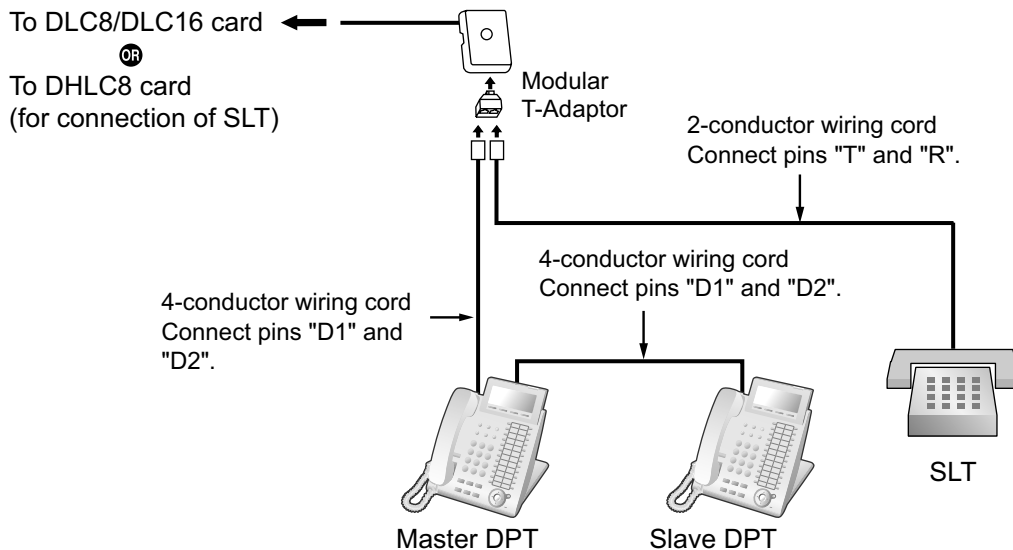 To DLC8/DLC16 card
OR
To DHLC8 card
(for connection of SLT)
Modular
T-Adaptor
2-conductor wiring cord
Connect pins "T" and "R".
4-conductor wiring cord
Connect pins "D1" and "D2".
4-conductor wiring cord
Connect pins "D1" and
"D2".
SLT
Master DPT
Slave DPT